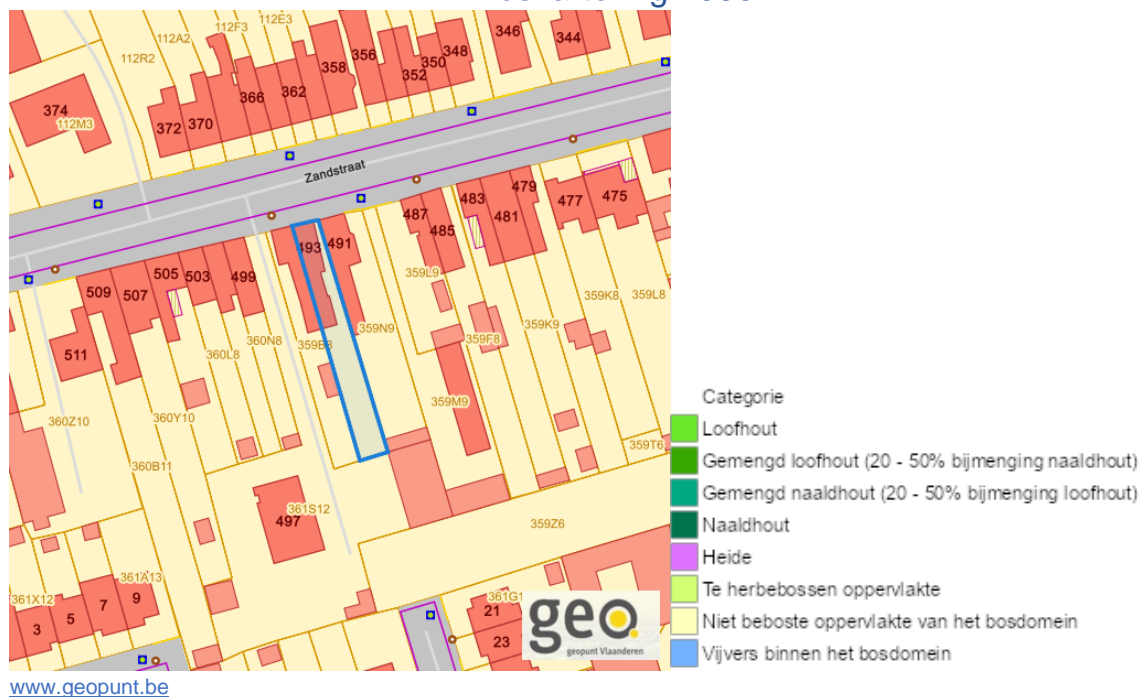 112F3
112E3
112A2
112R2
346
344
348
350
352
356
358
362
366
370
372
374
112M3
Zandstraat
475
477
479
481
483
485
487
491
493
499
503
505
507
509
511
359L9
359K8
359L8
359N9
359K9
359F8
360L8
360N8
359M9
360Z10
360Y10
359T6
360B11
361S12
497
359Z6
361A13
361X12
3
5
7
9
21
23
geo.
geopunt Vlaanderen
Categorie
Loofhout
Gemengd loofhout (20 - 50% bijmenging naaldhout)
Gemengd naaldhout (20 - 50% bijmenging loofhout)
Naaldhout
Heide
Te herbebossen oppervlakte
Niet beboste oppervlakte van het bosdomein
Vijvers binnen het bosdomein
www.geopunt.be